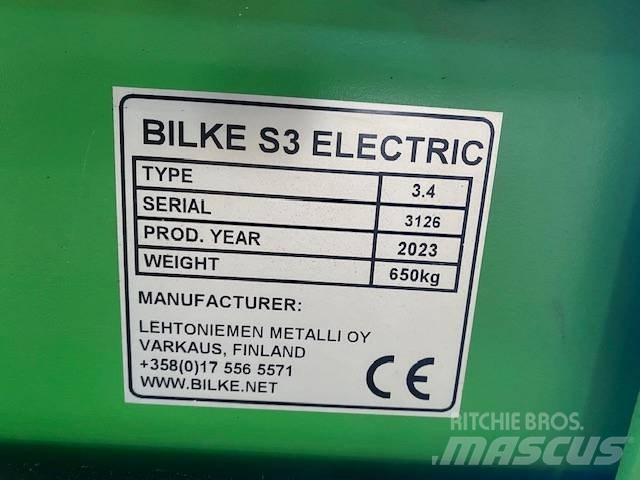 BILKE S3 ELECTRIC
TYPE 3.4
SERIAL 3126
PROD. YEAR 2023
WEIGHT 650kg
MANUFACTURER:
LEHTONIEMEN METALLI OY
VARKAUS, FINLAND
+358(0)17 556 5571
WWW.BILKE.NET
CE
RITCHIE BROS.
MASCUS